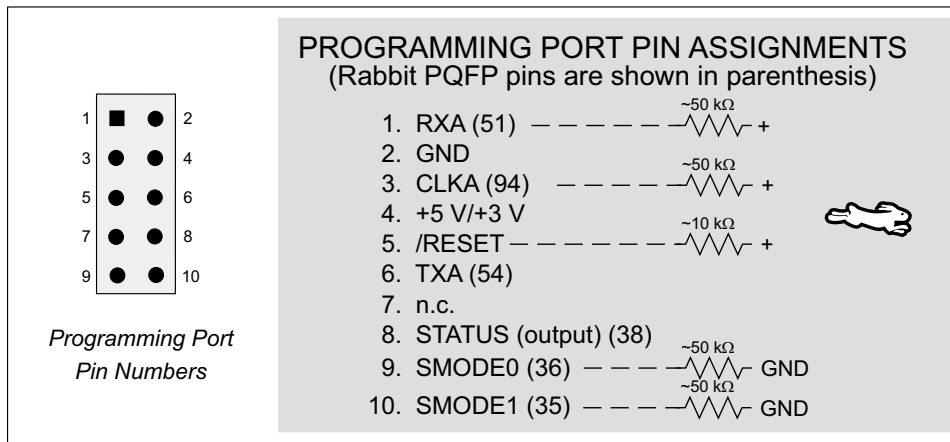 PROGRAMMING PORT PIN ASSIGNMENTS
(Rabbit PQFP pins are shown in parenthesis)
1 2
3 4
5 6
7 8
9 10
Programming Port
Pin Numbers
~50 kΩ
1. RXA (51) +
2. GND
~50 kΩ
3. CLKA (94) +
4. +5 V/+3 V
~10 kΩ
5. /RESET +
6. TXA (54)
7. n.c.
8. STATUS (output) (38)
~50 kΩ
9. SMODE0 (36) GND
~50 kΩ
10. SMODE1 (35) GND